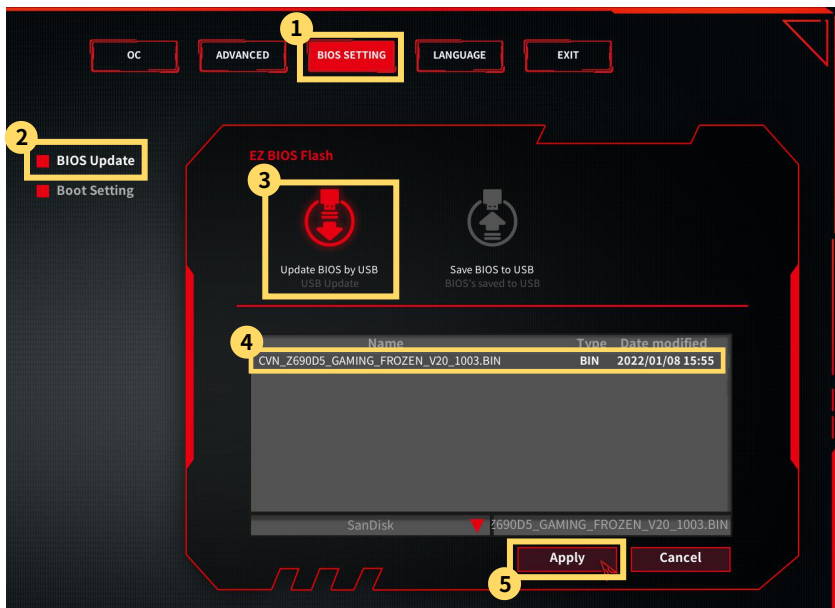 1
OC ADVANCED BIOS SETTING LANGUAGE EXIT
2
BIOS Update
Boot Setting
EZ BIOS Flash
3
Update BIOS by USB
USB Update
Save BIOS to USB
BIOS's saved to USB
4
Name Type Date modified
CVN_Z690D5_GAMING_FROZEN_V20_1003.BIN BIN 2022/01/08 15:55
SanDisk Z690D5_GAMING_FROZEN_V20_1003.BIN
Apply Cancel
5